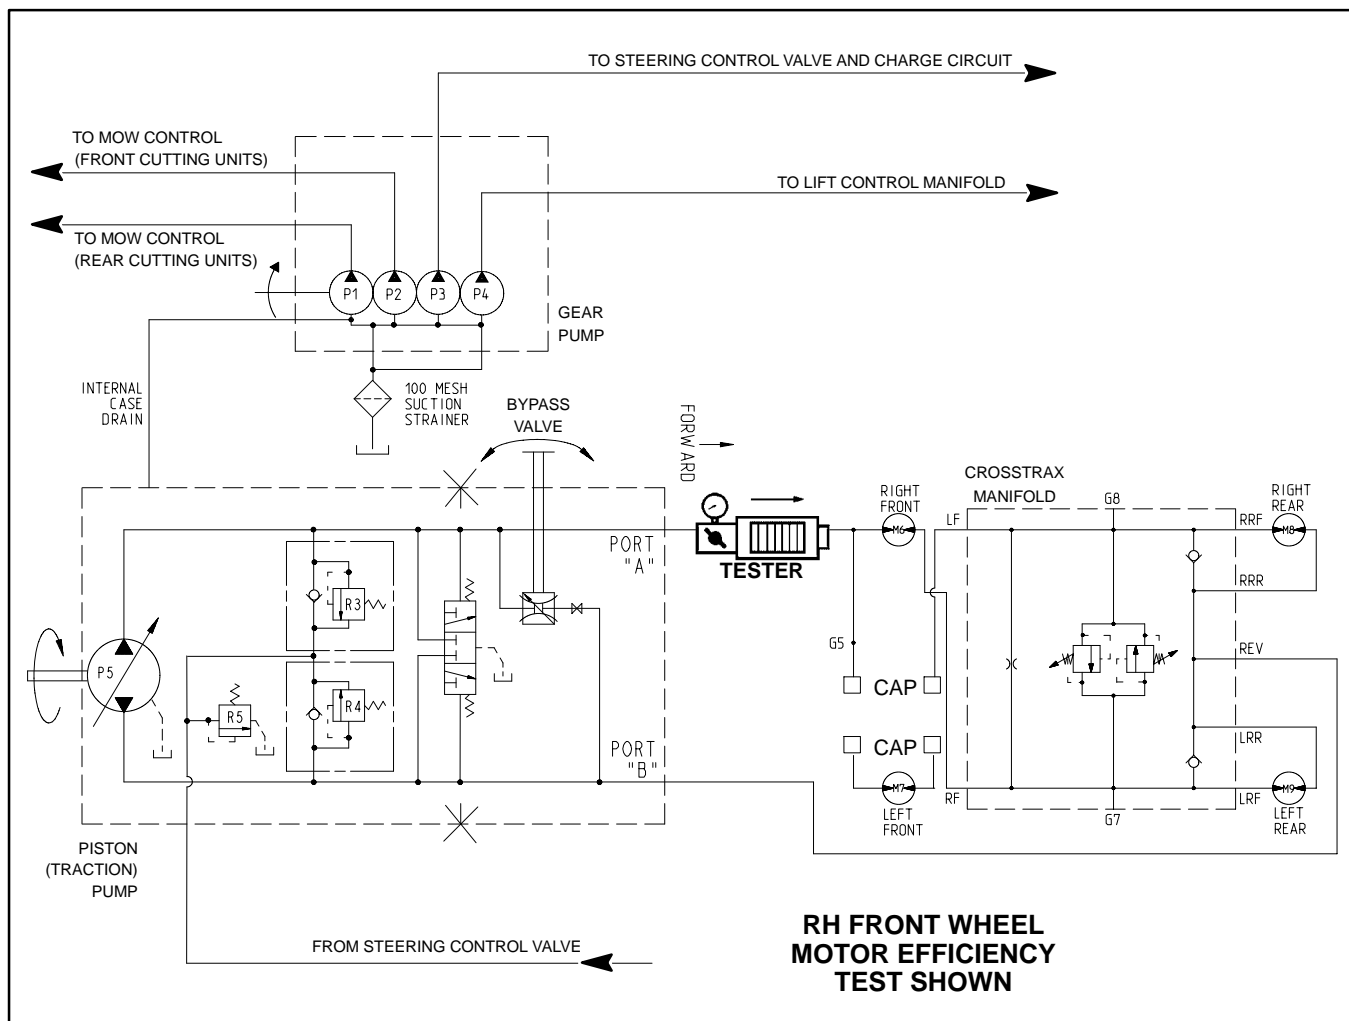 TO STEERING CONTROL VALVE AND CHARGE CIRCUIT
TO MOW CONTROL
(FRONT CUTTING UNITS)
TO LIFT CONTROL MANIFOLD
TO MOW CONTROL
(REAR CUTTING UNITS)
P1
P2
P3
P4
GEAR
PUMP
INTERNAL
CASE
DRAIN
100 MESH
SUCTION
STRAINER
BYPASS
VALVE
FORWARD
CROSSTRAX
MANIFOLD
RIGHT
FRONT
RIGHT
REAR
G8
LF
RRF
M6
M8
PORT
"A"
TESTER
RRR
R3
G5
REV
P5
CAP
R5
R4
LRR
PORT
"B"
CAP
M7
RF
LRF
M9
LEFT
FRONT
G7
LEFT
REAR
PISTON
(TRACTION)
PUMP
FROM STEERING CONTROL VALVE
RH FRONT WHEEL
MOTOR EFFICIENCY
TEST SHOWN